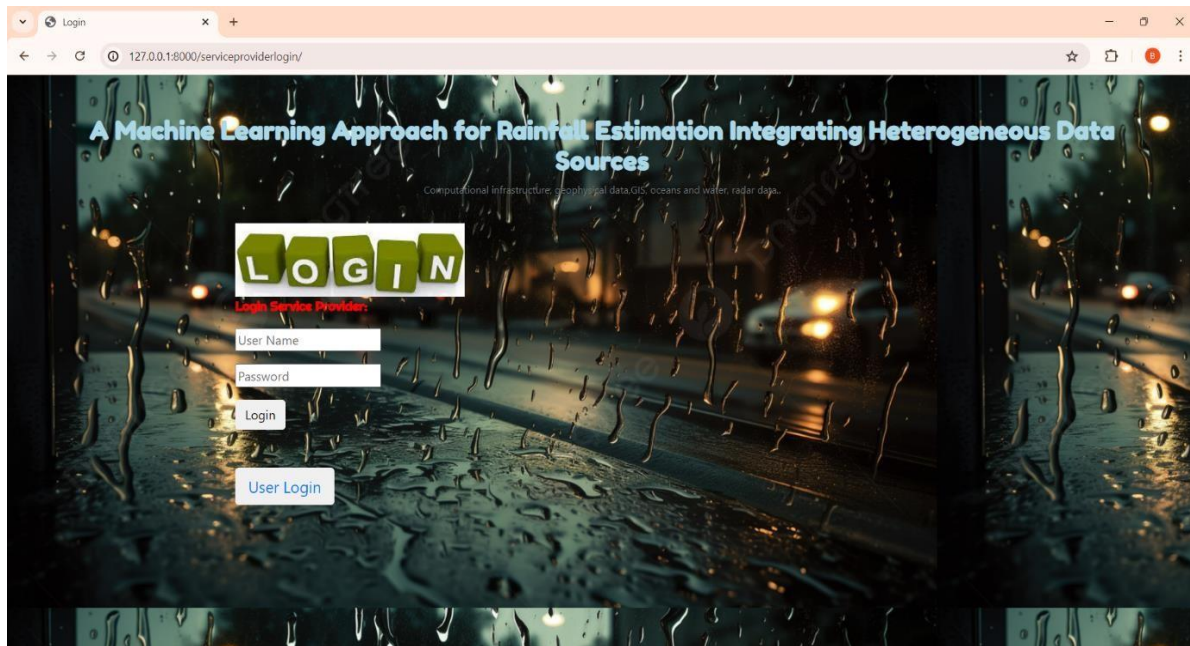 Login
127.0.0.1:8000/serviceproviderlogin/
B
A Machine Learning Approach for Rainfall Estimation Integrating Heterogeneous Data
Sources
Computational infrastructure, geophysical data,GIS, oceans and water, radar data..
LOGIN
Login Service Provider:
User Name
Password
Login
User Login
pngtree